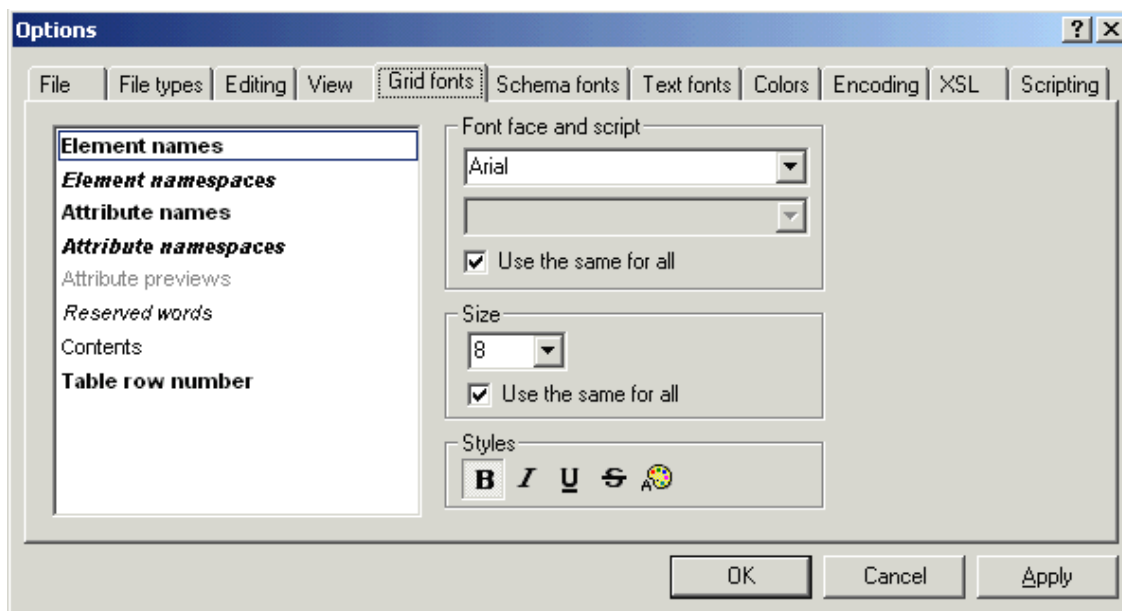 Options
File File types Editing View Grid fonts Schema fonts Text fonts Colors Encoding XSL Scripting
Element names
Element namespaces
Attribute names
Attribute namespaces
Attribute previews
Reserved words
Contents
Table row number
Font face and script
Arial
Use the same for all
Size
8
Use the same for all
Styles
B I U S A
OK Cancel Apply